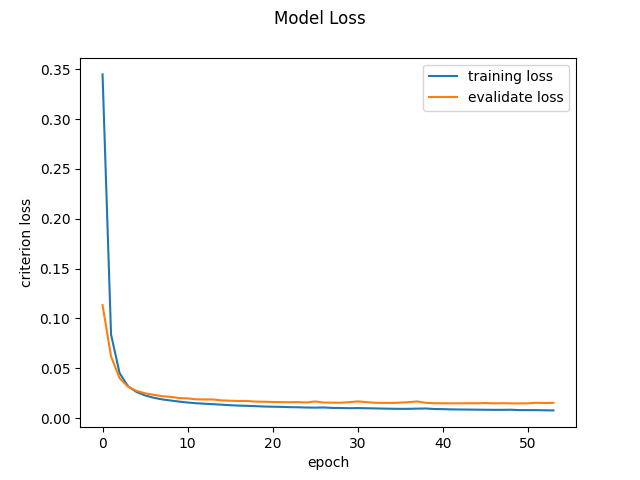 Model Loss
training loss
evalidate loss
0.35
0.30
0.25
0.20
0.15
0.10
0.05
0.00
criterion loss
0 10 20 30 40 50
epoch